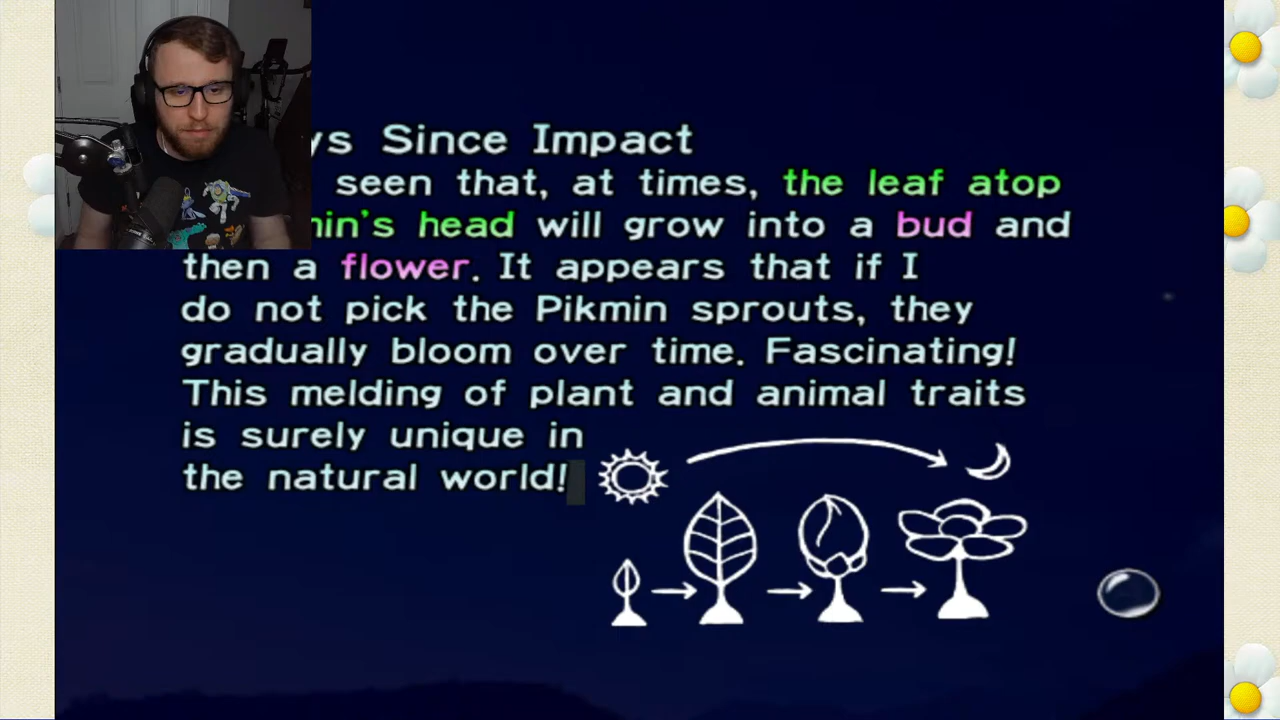 Since Impact
seen that, at times, the leaf atop
head will grow into a bud and
then a flower. It appears that if I
do not pick the Pikmin sprouts, they
gradually bloom over time. Fascinating!
This melding of plant and animal traits
is surely unique in
the natural world!